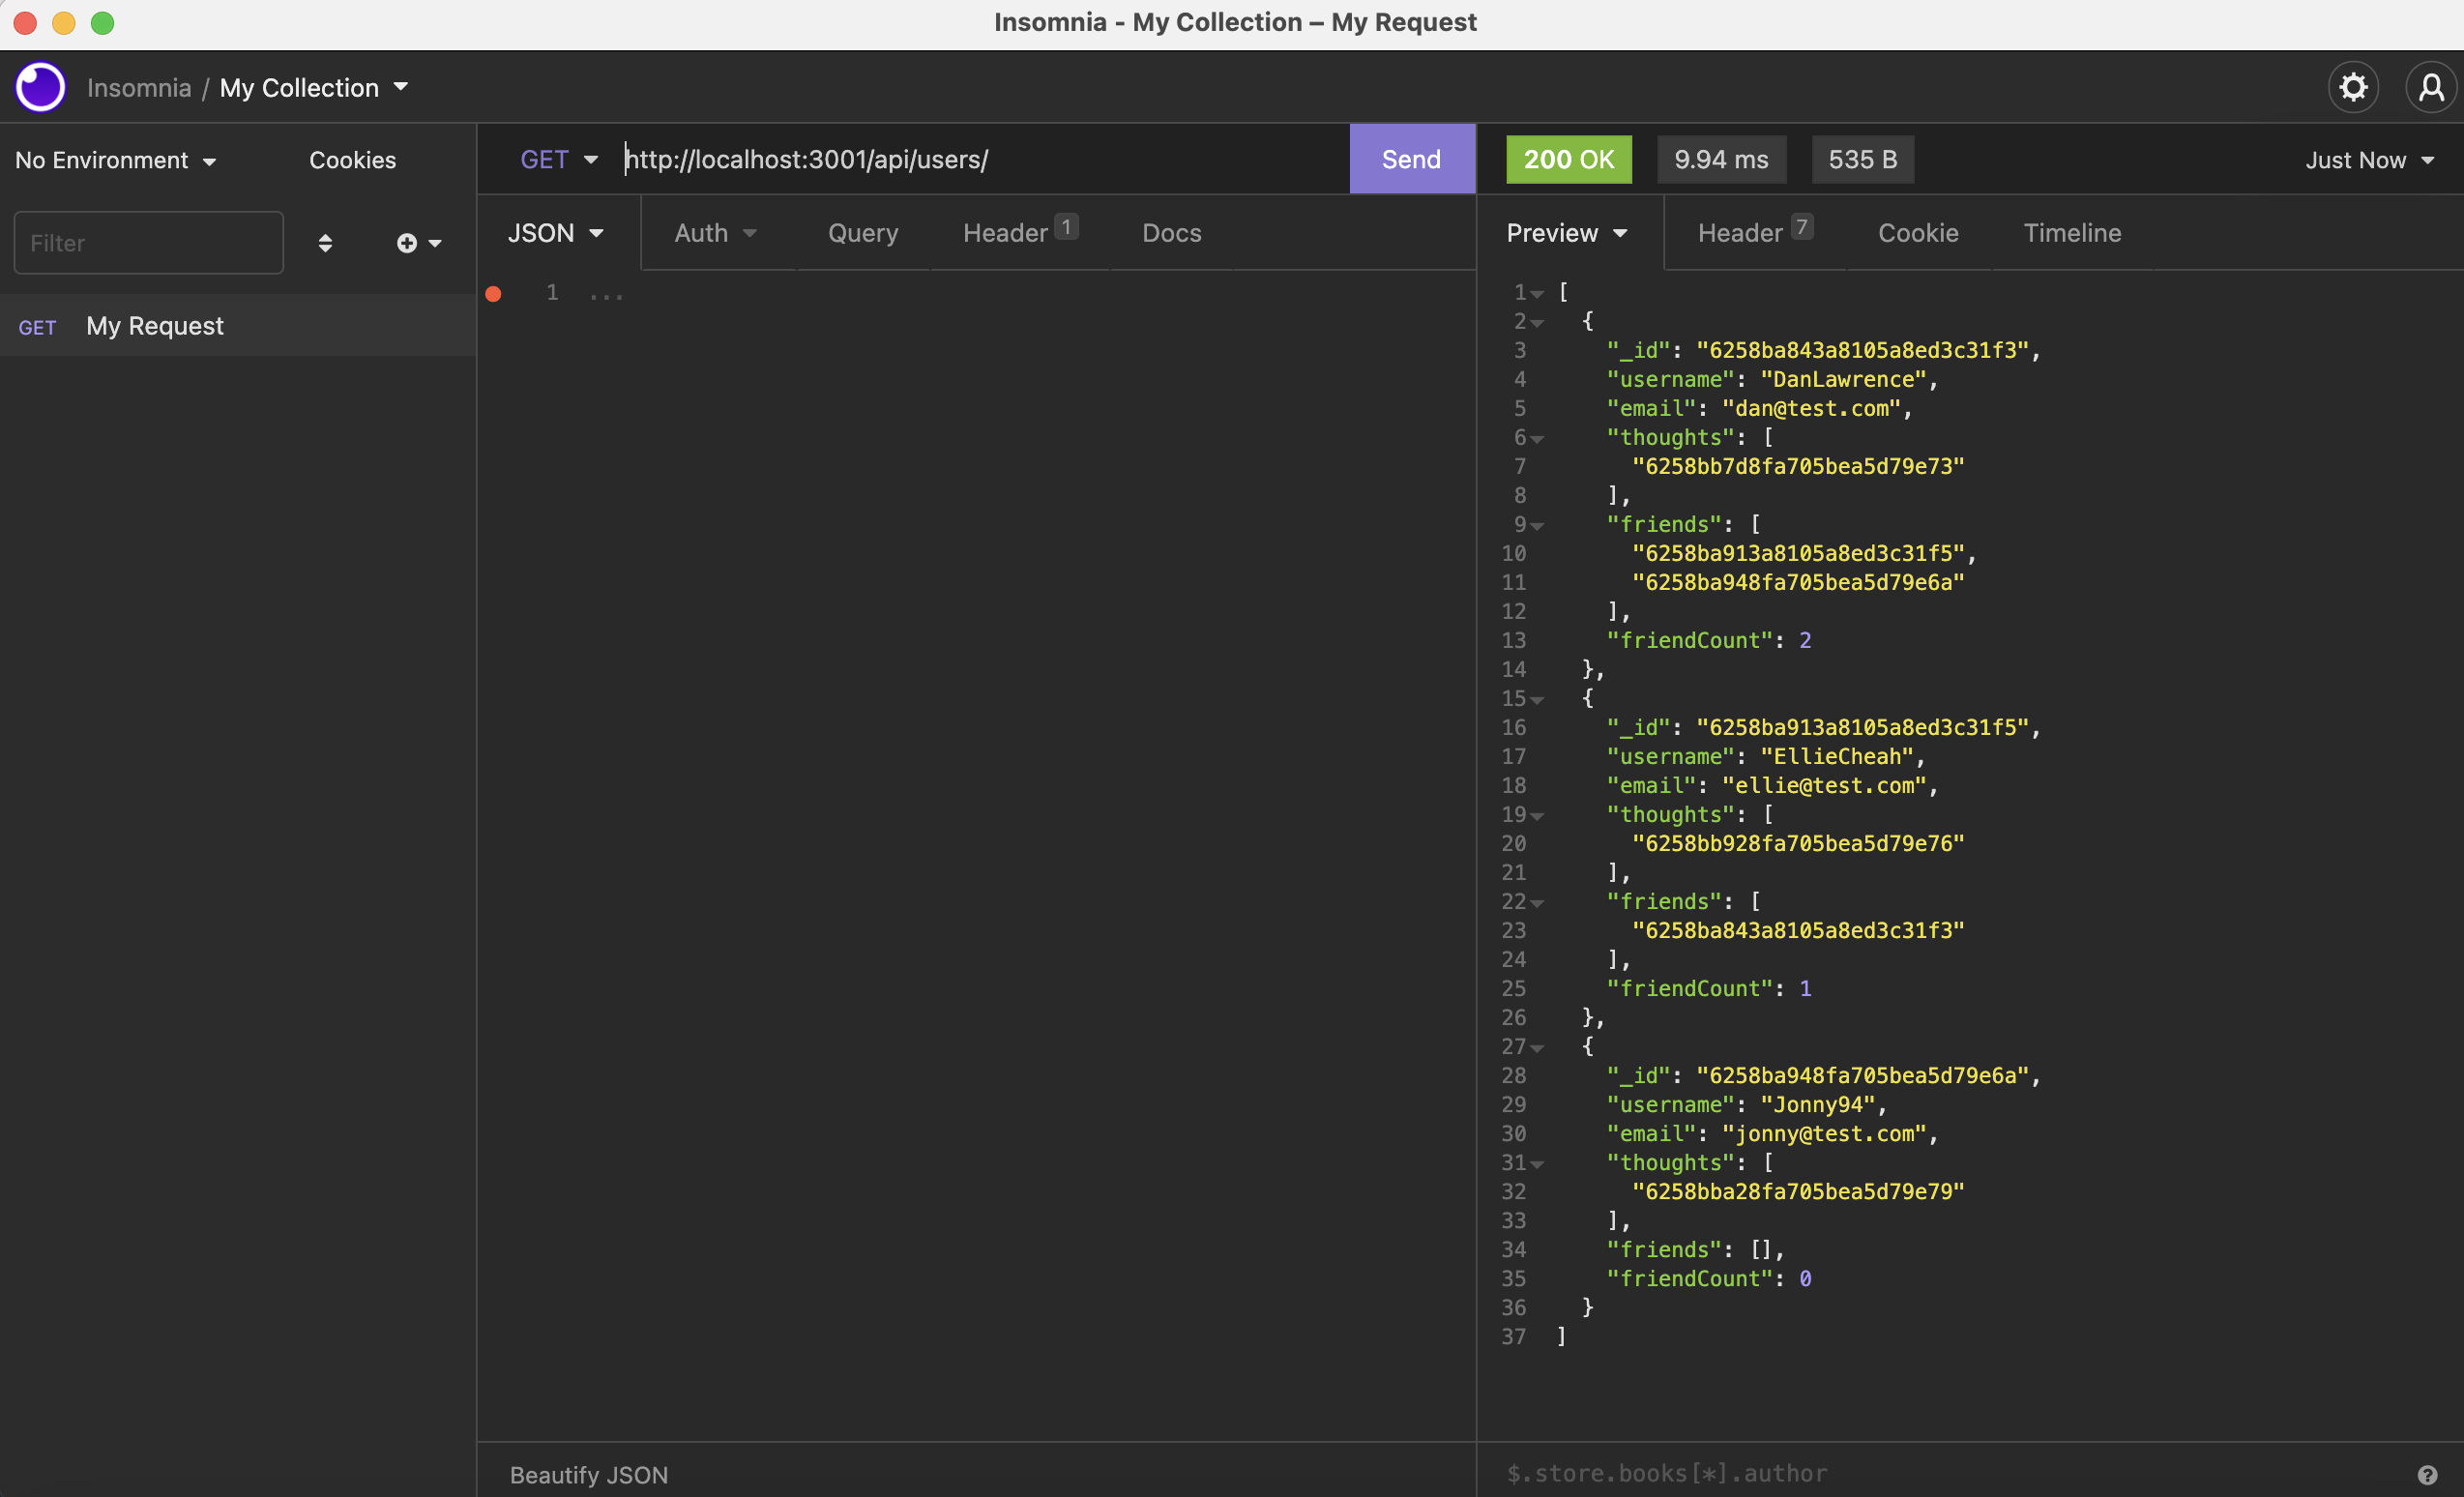 Insomnia - My Collection – My Request
Insomnia / My Collection
No Environment Cookies
Filter
GET My Request
GET http://localhost:3001/api/users/ Send
JSON Auth Query Header 1 Docs
1 ...
Beautify JSON
200 OK 9.94 ms 535 B Just Now
Preview Header 7 Cookie Timeline
1 [
2 {
3 "_id": "6258ba843a8105a8ed3c31f3",
4 "username": "DanLawrence",
5 "email": "dan@test.com",
6 "thoughts": [
7 "6258bb7d8fa705bea5d79e73"
8 ],
9 "friends": [
10 "6258ba913a8105a8ed3c31f5",
11 "6258ba948fa705bea5d79e6a"
12 ],
13 "friendCount": 2
14 },
15 {
16 "_id": "6258ba913a8105a8ed3c31f5",
17 "username": "EllieCheah",
18 "email": "ellie@test.com",
19 "thoughts": [
20 "6258bb928fa705bea5d79e76"
21 ],
22 "friends": [
23 "6258ba843a8105a8ed3c31f3"
24 ],
25 "friendCount": 1
26 },
27 {
28 "_id": "6258ba948fa705bea5d79e6a",
29 "username": "Jonny94",
30 "email": "jonny@test.com",
31 "thoughts": [
32 "6258bba28fa705bea5d79e79"
33 ],
34 "friends": [],
35 "friendCount": 0
36 }
37 ]
$.store.books[*].author